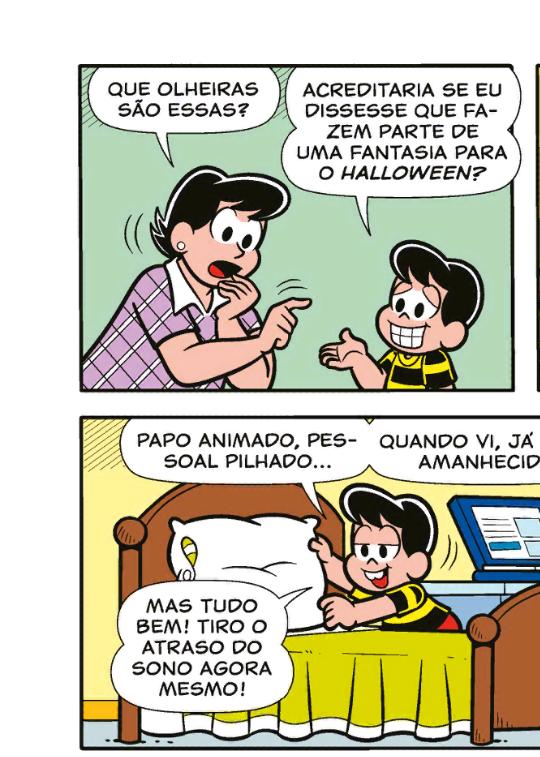 QUE OLHEIRAS
SÃO ESSAS?
ACREDITARIA SE EU
DISSESSE QUE FA-
ZEM PARTE DE
UMA FANTASIA PARA
O HALLOWEEN?
PAPO ANIMADO, PES-
SOAL PILHADO...
QUANDO VI, JÁ
AMANHECID
MAS TUDO
BEM! TIRO O
ATRASO DO
SONO AGORA
MESMO!